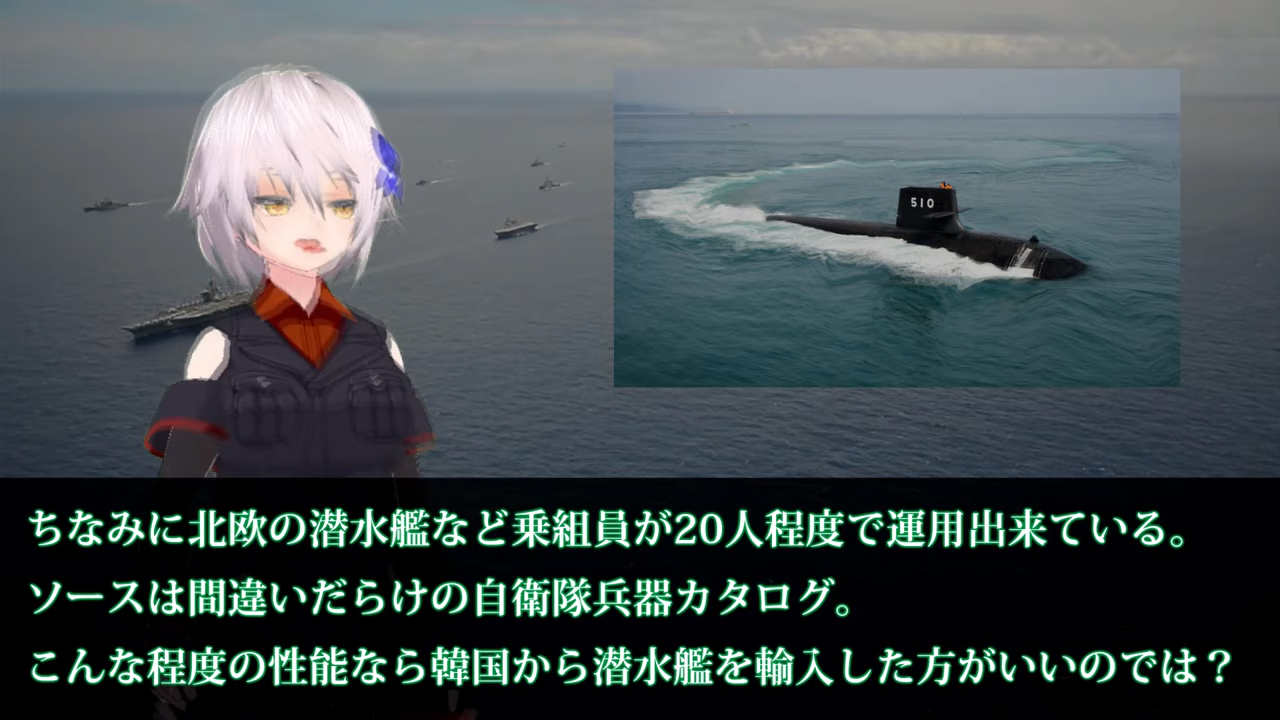 510
ちなみに北欧の潜水艦など乗組員が20人程度で運用出来ている。
ソースは間違いだらけの自衛隊兵器カタログ。
こんな程度の性能なら韓国から潜水艦を輸入した方がいいのでは？